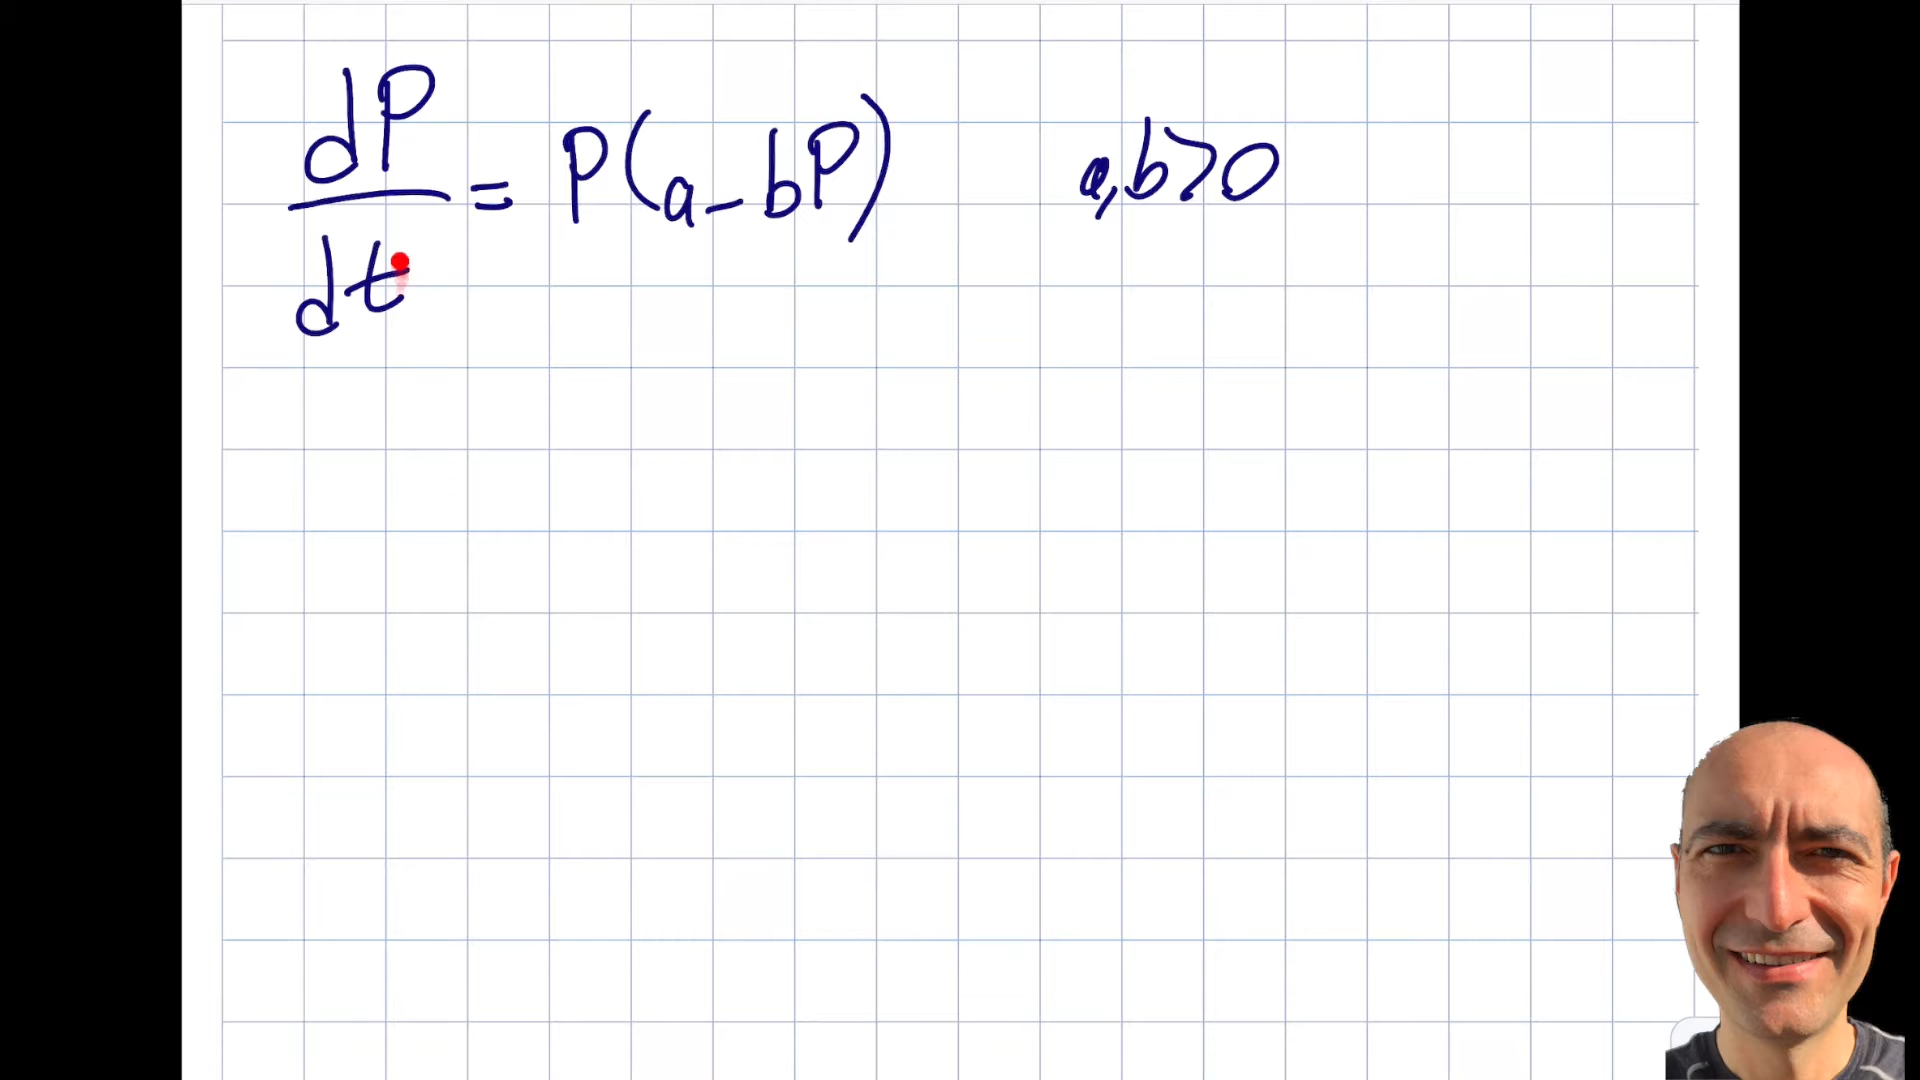 dP/dt = P(a-bP) a,b>0